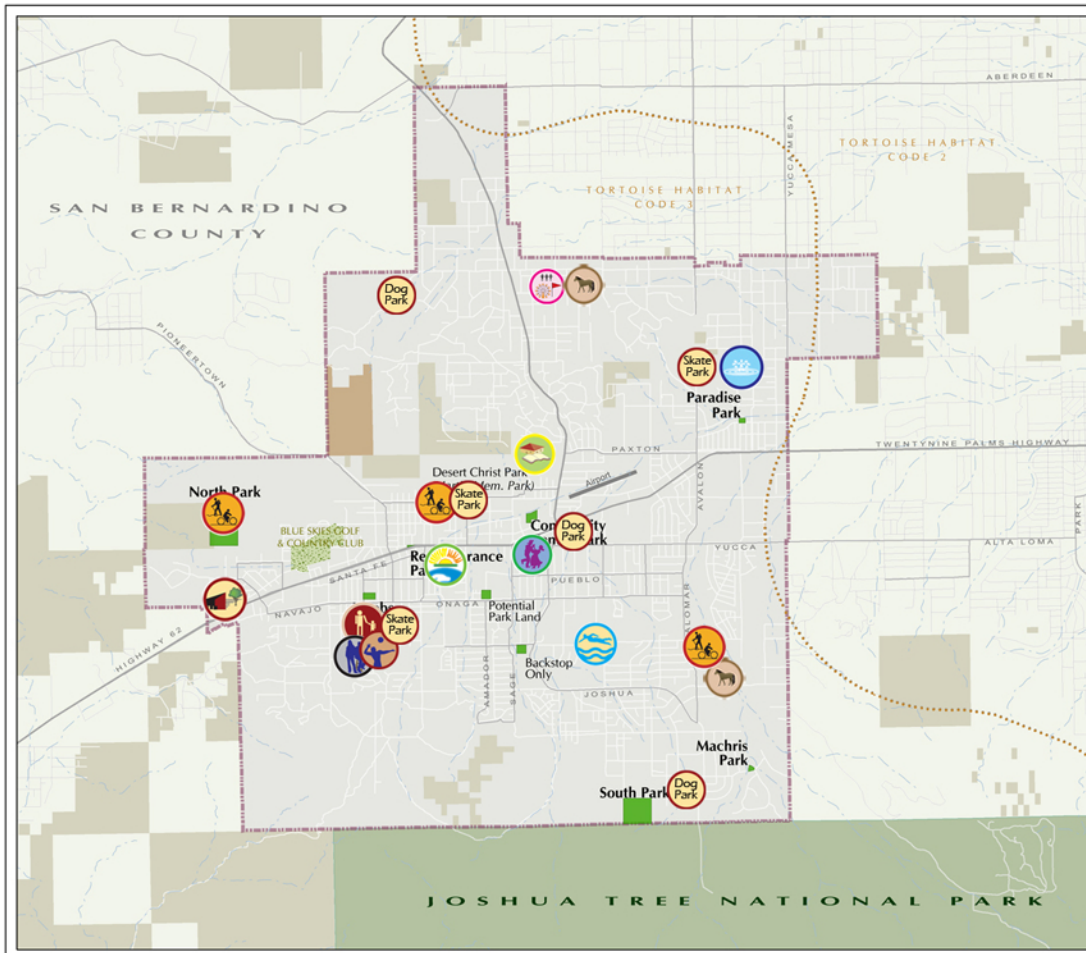 ABERDEEN
TORTOISE HABITAT
CODE 2
YUCCA MESA
TORTOISE HABITAT
CODE 3
SAN BERNARDINO
COUNTY
Dog
Park
PIONEERTOWN
Skate
Park
Paradise
Park
TWENTYNINE PALMS HIGHWAY
PAXTON
Desert Christ Park
Park)
Airport
AVALON
PARK
North Park
Skate
Park
BLUE SKIES GOLF
& COUNTRY CLUB
Dog
Park
YUCCA
ALTA LOMA
SANTA FE
PUEBLO
NAVAJO
ONAGA
Potential
Park Land
Skate
Park
HIGHWAY 62
AMADOR
SAGE
Backstop
Only
JOSHUA
Machris
Park
South Park
Dog
Park
JOSHUA TREE NATIONAL PARK